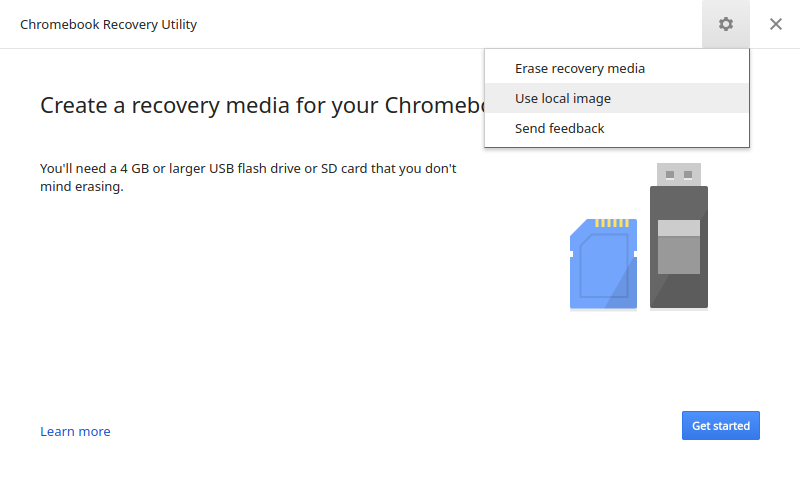 Chromebook Recovery Utility
Erase recovery media
Use local image
Send feedback
Create a recovery media for your Chromebo
You'll need a 4 GB or larger USB flash drive or SD card that you don't
mind erasing.
Learn more
Get started